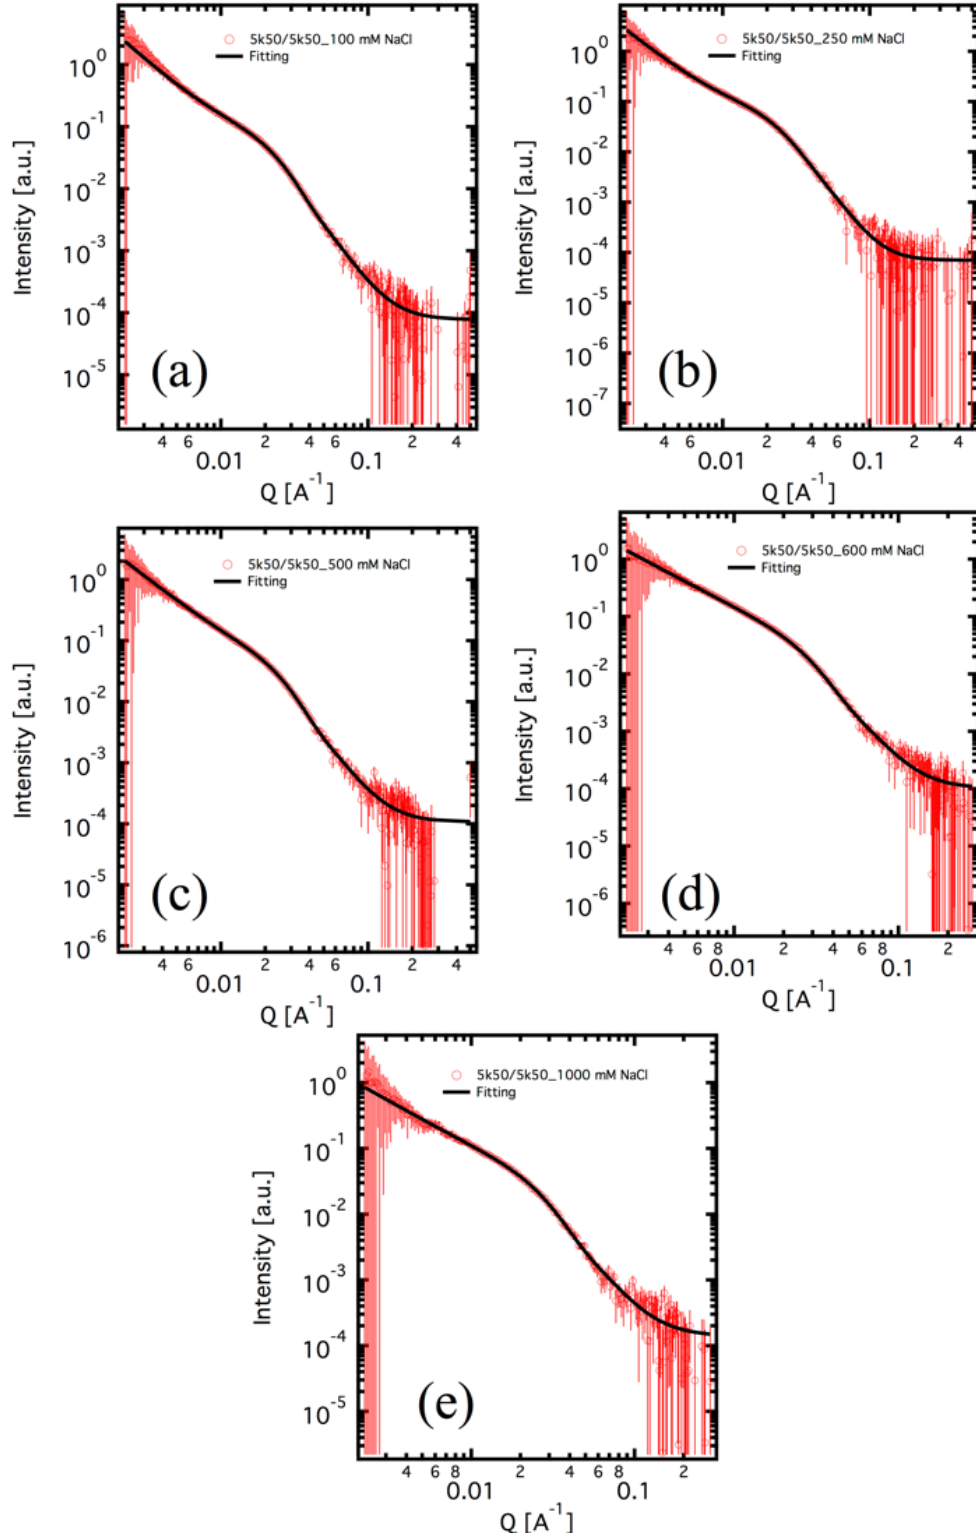 5k50/5k50_100 mM NaCl
Fitting
Intensity [a.u.]
10^0
10^-1
10^-2
10^-3
10^-4
10^-5
(a)
4 6 2 4 6 2 4
0.01 0.1
Q [A^-1]
5k50/5k50_250 mM NaCl
Fitting
Intensity [a.u.]
10^0
10^-1
10^-2
10^-3
10^-4
10^-5
10^-6
10^-7
(b)
4 6 2 4 6 2 4
0.01 0.1
Q [A^-1]
5k50/5k50_500 mM NaCl
Fitting
Intensity [a.u.]
10^0
10^-1
10^-2
10^-3
10^-4
10^-5
10^-6
(c)
4 6 2 4 6 2 4
0.01 0.1
Q [A^-1]
5k50/5k50_600 mM NaCl
Fitting
Intensity [a.u.]
10^0
10^-1
10^-2
10^-3
10^-4
10^-5
10^-6
(d)
4 6 8 2 4 6 8 2
0.01 0.1
Q [A^-1]
5k50/5k50_1000 mM NaCl
Fitting
Intensity [a.u.]
10^0
10^-1
10^-2
10^-3
10^-4
10^-5
(e)
4 6 8 2 4 6 8 2
0.01 0.1
Q [A^-1]